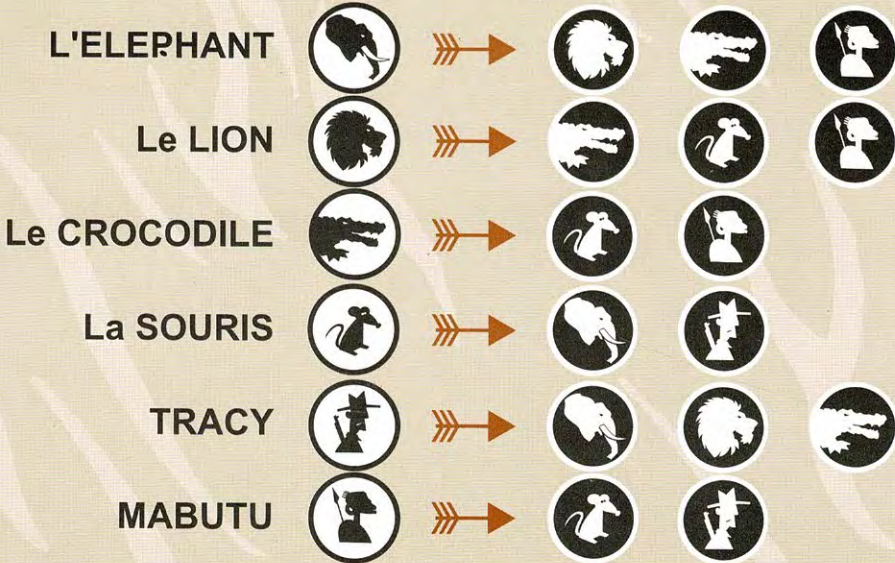 L'ELEPHANT
Le LION
Le CROCODILE
La SOURIS
TRACY
MABUTU